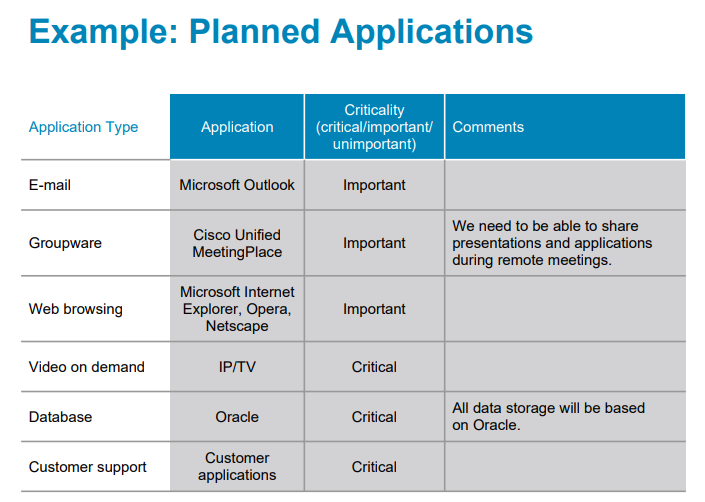 Example: Planned Applications
Application Type
Application
Criticality
(critical/important/
unimportant)
Comments
E-mail
Microsoft Outlook
Important
Groupware
Cisco Unified
MeetingPlace
Important
We need to be able to share
presentations and applications
during remote meetings.
Web browsing
Microsoft Internet
Explorer, Opera,
Netscape
Important
Video on demand
IP/TV
Critical
Database
Oracle
Critical
All data storage will be based
on Oracle.
Customer support
Customer
applications
Critical